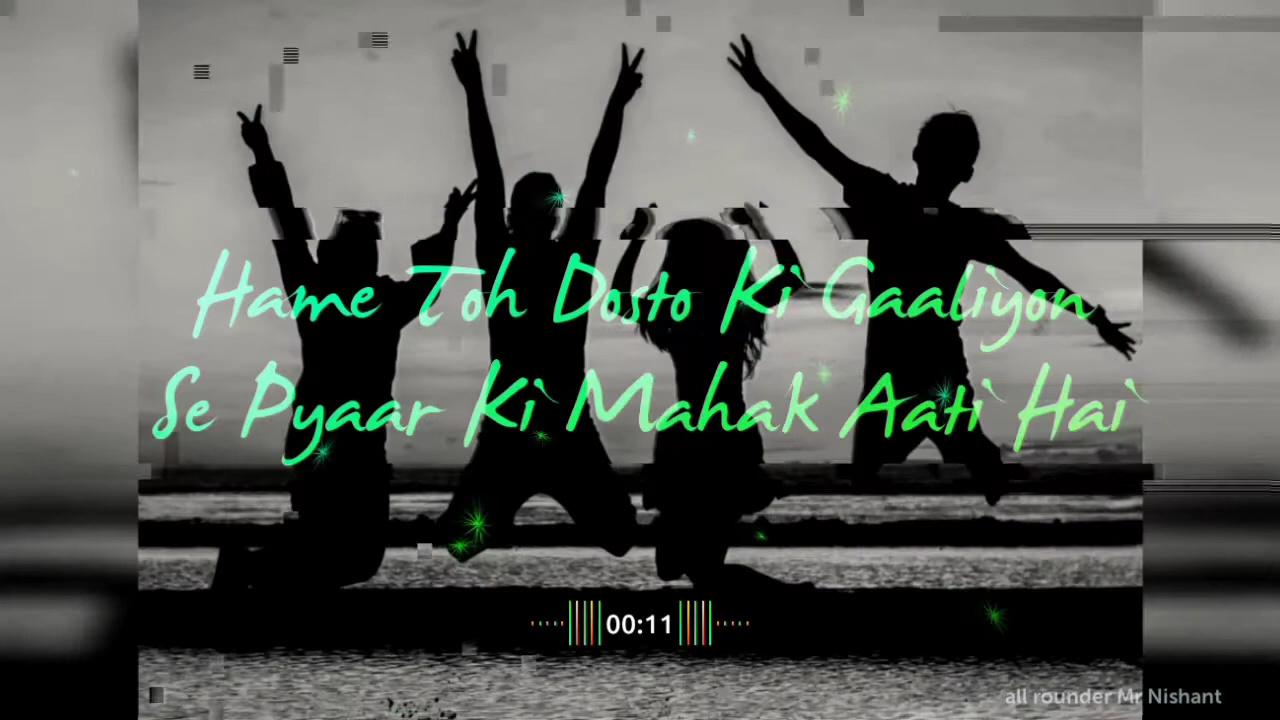 Hame Toh Dosto Ki Gaaliyon
Se Pyaar Ki Mahak Aati Hai
00:11
all rounder Mr Nishant